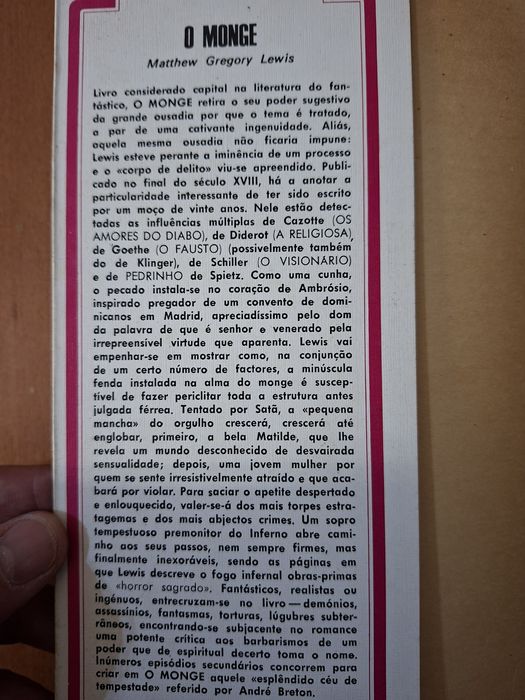 O MONGE
Matthew Gregory Lewis
Livro considerado capital na literatura do fan-
tástico, O MONGE retira o seu poder sugestivo
da grande ousadia por que o tema é tratado,
a par de uma cativante ingenuidade. Aliás,
aquela mesma ousadia não ficaria impune:
Lewis esteve perante a iminência de um processo
e o «corpo de delito» viu-se apreendido. Publi-
cado no final do século XVIII, há a anotar a
particularidade interessante de ter sido escrito
por um moço de vinte anos. Nele estão detec-
tadas as influências múltiplas de Cazotte (OS
AMORES DO DIABO), de Diderot (A RELIGIOSA),
de Goethe (O FAUSTO) (possivelmente também
do de Klinger), de Schiller (O VISIONÁRIO)
e de PEDRINHO de Spietz. Como uma cunha,
o pecado instala-se no coração de Ambrósio,
inspirado pregador de um convento de domi-
nicanos em Madrid, apreciadíssimo pelo dom
da palavra de que é senhor e venerado pela
irrepreensível virtude que aparenta. Lewis vai
empenhar-se em mostrar como, na conjunção
de um certo número de factores, a minúscula
fenda instalada na alma do monge é suscep-
tível de fazer periclitar toda a estrutura antes
julgada férrea. Tentado por Satã, a «pequena
mancha» do orgulho crescerá, crescerá até
englobar, primeiro, a bela Matilde, que lhe
revela um mundo desconhecido de desvairada
sensualidade; depois, uma jovem mulher por
quem se sente irresistivelmente atraído e que aca-
bará por violar. Para saciar o apetite despertado
e enlouquecido, valer-se-á dos mais torpes estra-
tagemas e dos mais abjectos crimes. Um sopro
tempestuoso premonitor do Inferno abre cami-
nho aos seus passos, nem sempre firmes, mas
finalmente inexoráveis, sendo as páginas em
que Lewis descreve o fogo infernal obras-primas
de «horror sagrado». Fantásticos, realistas ou
ingénuos, entrecruzam-se no livro — demónios,
assassínios, fantasmas, torturas, lúgubres subter-
râneos, encontrando-se subjacente no romance
uma potente crítica aos barbarismos de um
poder que de espiritual decerto toma o nome.
Inúmeros episódios secundários concorrem para
criar em O MONGE aquele «esplêndido céu de
tempestade» referido por André Breton.